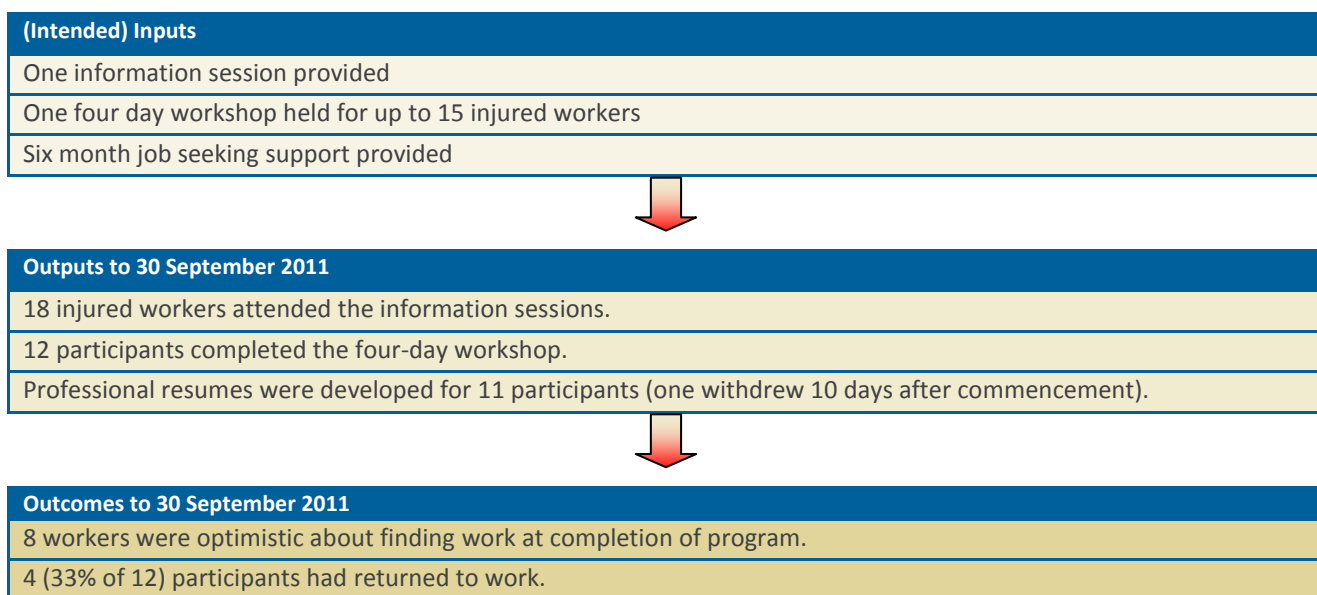 (Intended) Inputs
One information session provided
One four day workshop held for up to 15 injured workers
Six month job seeking support provided
Outputs to 30 September 2011
18 injured workers attended the information sessions.
12 participants completed the four-day workshop.
Professional resumes were developed for 11 participants (one withdrew 10 days after commencement).
Outcomes to 30 September 2011
8 workers were optimistic about finding work at completion of program.
4 (33% of 12) participants had returned to work.